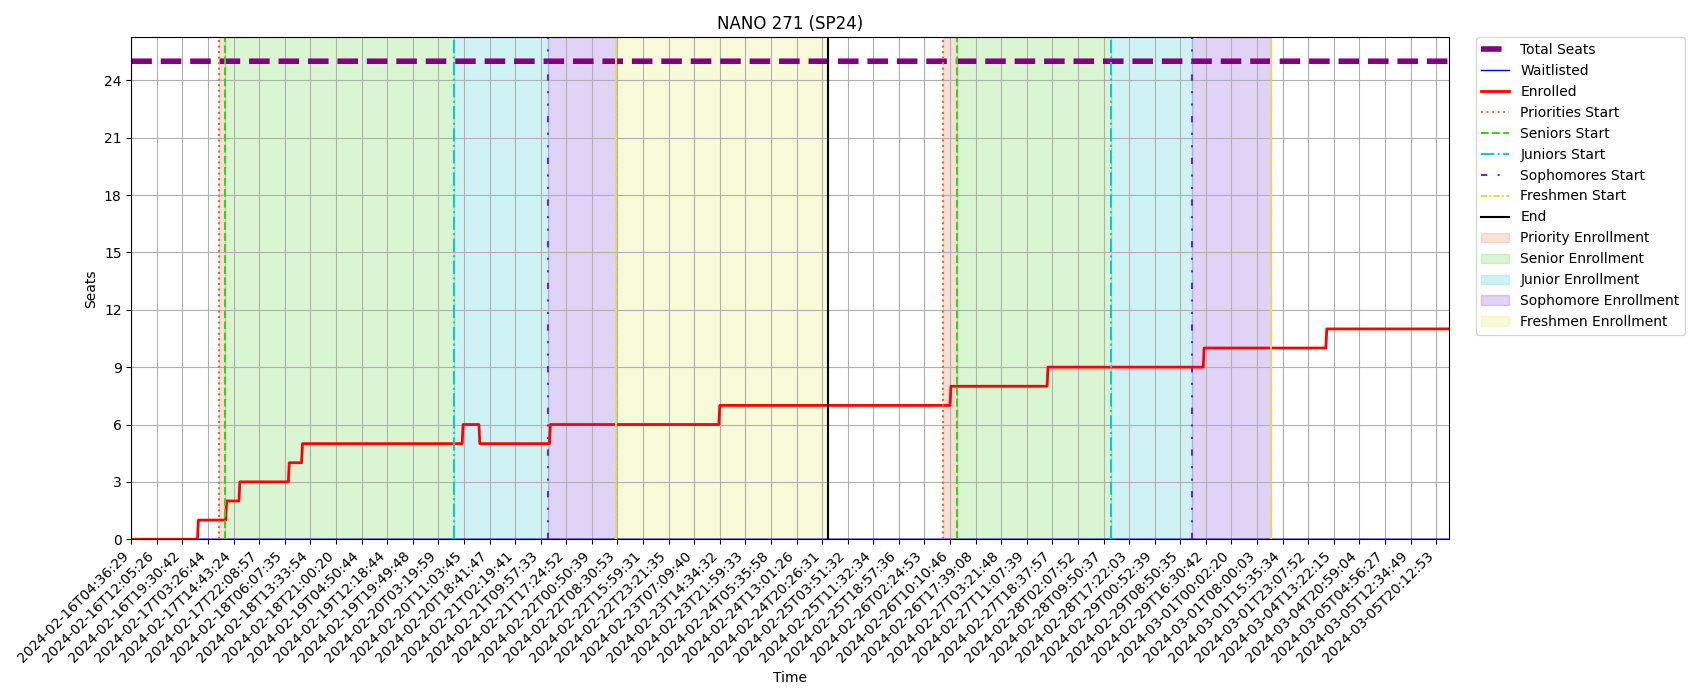 NANO 271 (SP24)
Seats
24
21
18
15
12
9
6
3
0
Total Seats
Waitlisted
Enrolled
Priorities Start
Seniors Start
Juniors Start
Sophomores Start
Freshmen Start
End
Priority Enrollment
Senior Enrollment
Junior Enrollment
Sophomore Enrollment
Freshmen Enrollment
2024-02-16T04:36:29
2024-02-16T12:05:26
2024-02-16T19:30:42
2024-02-17T03:26:44
2024-02-17T14:43:24
2024-02-17T22:08:57
2024-02-18T06:07:35
2024-02-18T13:33:54
2024-02-18T21:00:20
2024-02-19T04:50:44
2024-02-19T12:18:44
2024-02-19T19:49:48
2024-02-20T03:19:59
2024-02-20T11:03:45
2024-02-20T18:41:47
2024-02-21T02:19:41
2024-02-21T09:57:33
2024-02-21T17:24:52
2024-02-22T00:50:39
2024-02-22T08:30:53
2024-02-22T15:59:31
2024-02-22T23:21:35
2024-02-23T07:09:40
2024-02-23T14:34:32
2024-02-23T21:59:33
2024-02-24T05:35:58
2024-02-24T13:01:26
2024-02-24T20:26:31
2024-02-25T03:51:32
2024-02-25T11:32:34
2024-02-25T18:57:36
2024-02-26T02:24:53
2024-02-26T10:10:46
2024-02-26T17:39:08
2024-02-27T03:21:48
2024-02-27T11:07:39
2024-02-27T18:37:57
2024-02-28T02:07:52
2024-02-28T09:50:37
2024-02-28T17:22:03
2024-02-29T00:52:39
2024-02-29T08:50:35
2024-02-29T16:30:42
2024-03-01T00:02:20
2024-03-01T08:00:03
2024-03-01T15:35:34
2024-03-01T23:07:52
2024-03-04T13:22:15
2024-03-04T20:59:04
2024-03-05T04:56:27
2024-03-05T12:34:49
2024-03-05T20:12:53
Time